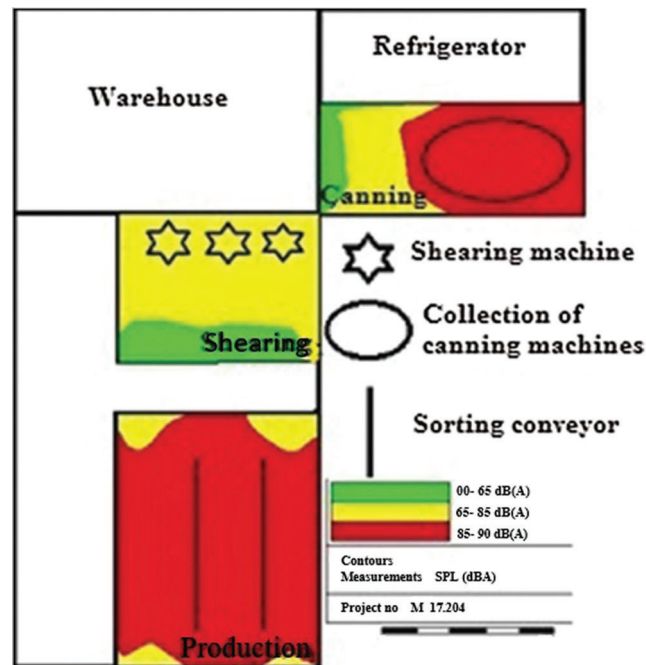 Refrigerator
Warehouse
Canning
Shearing machine
Shearing
Collection of
canning machines
Sorting conveyor
00- 65 dB(A)
65- 85 dB(A)
85- 90 dB(A)
Contours
Measurements SPL (dBA)
Project no M 17.204
Production